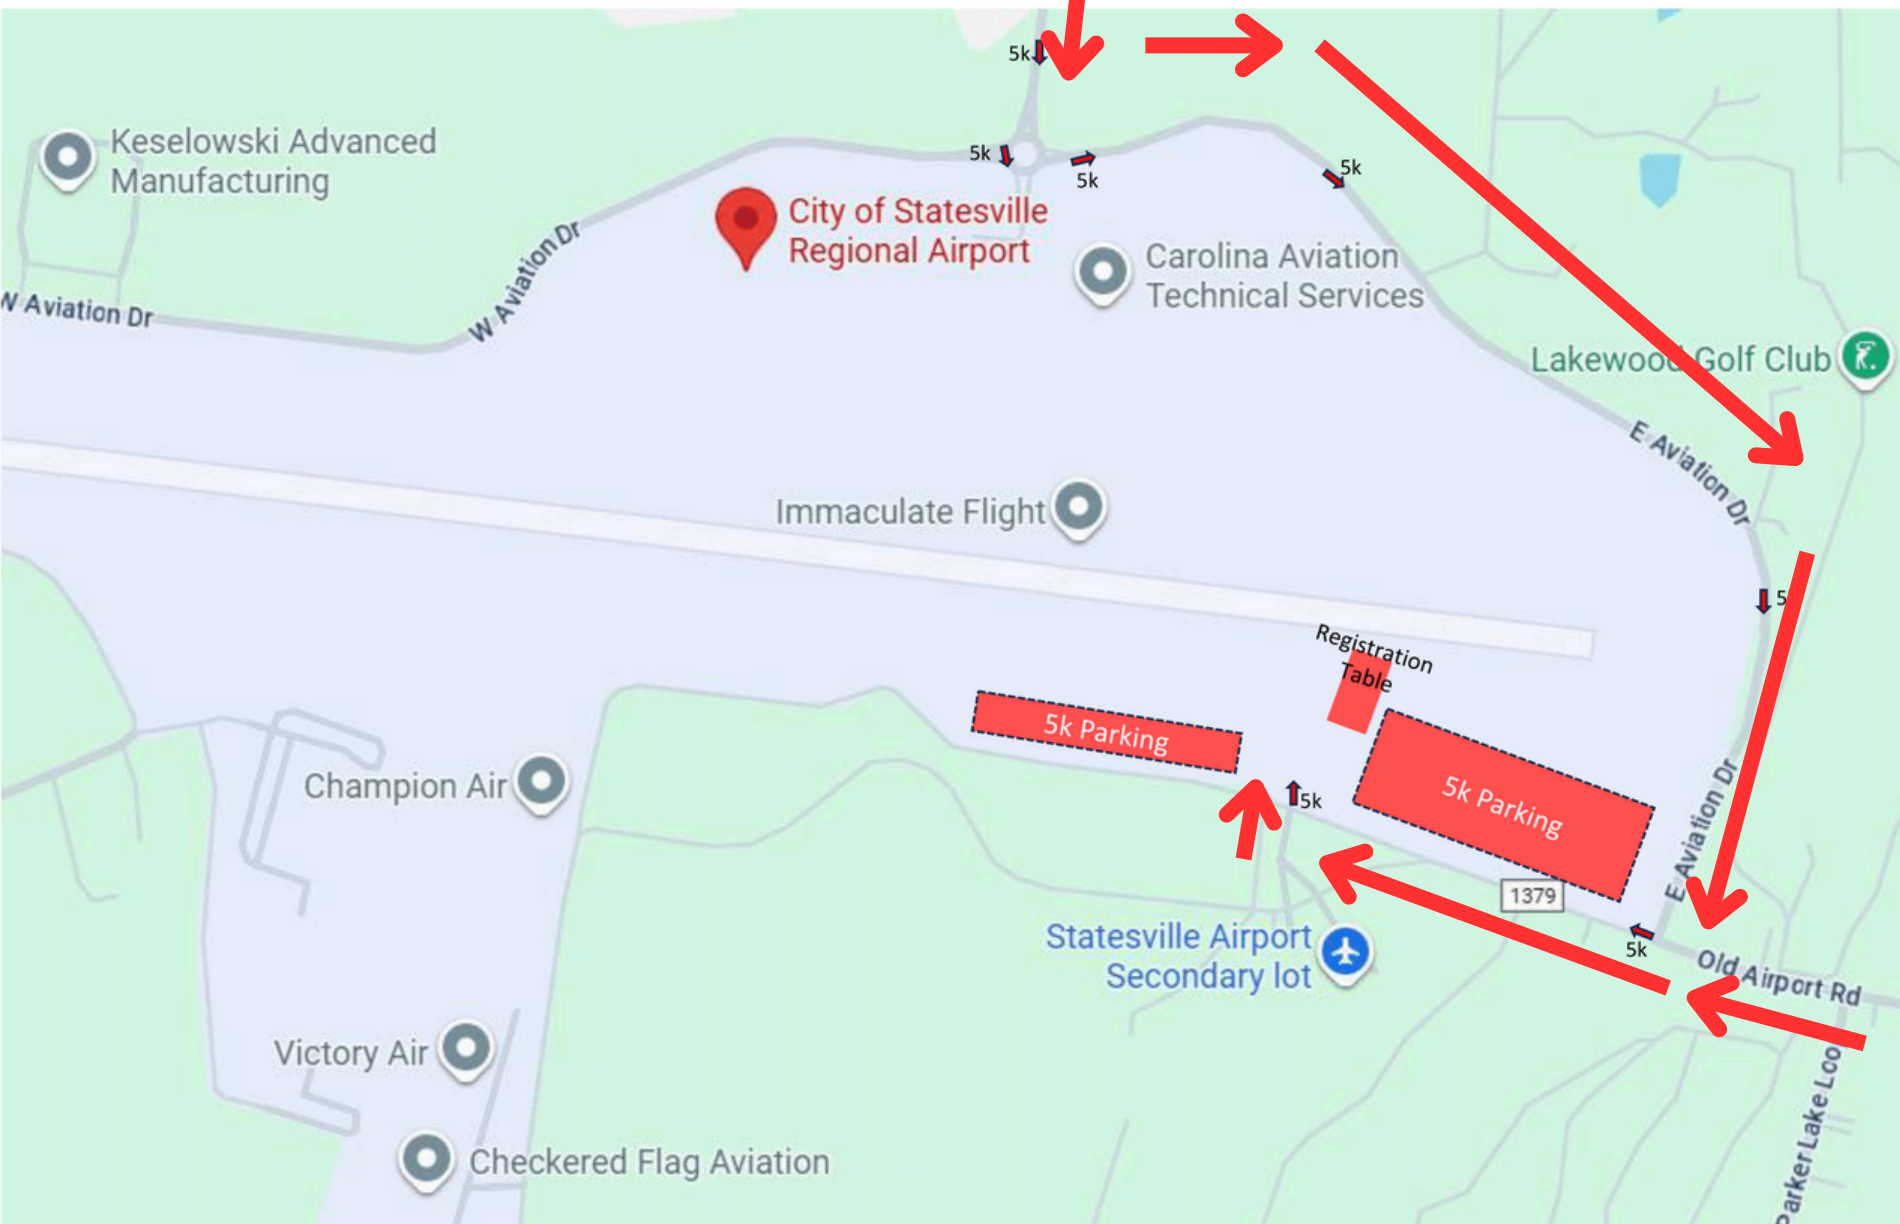 5k
Keselowski Advanced
Manufacturing
5k
5k
5k
City of Statesville
Regional Airport
Carolina Aviation
Technical Services
W Aviation Dr
W Aviation Dr
Lakewood Golf Club
E Aviation Dr
Immaculate Flight
5
Registration
Table
5k Parking
5k Parking
Champion Air
5k
E Aviation Dr
1379
Statesville Airport
Secondary lot
5k
Old Airport Rd
Victory Air
Parker Lake Loo
Checkered Flag Aviation